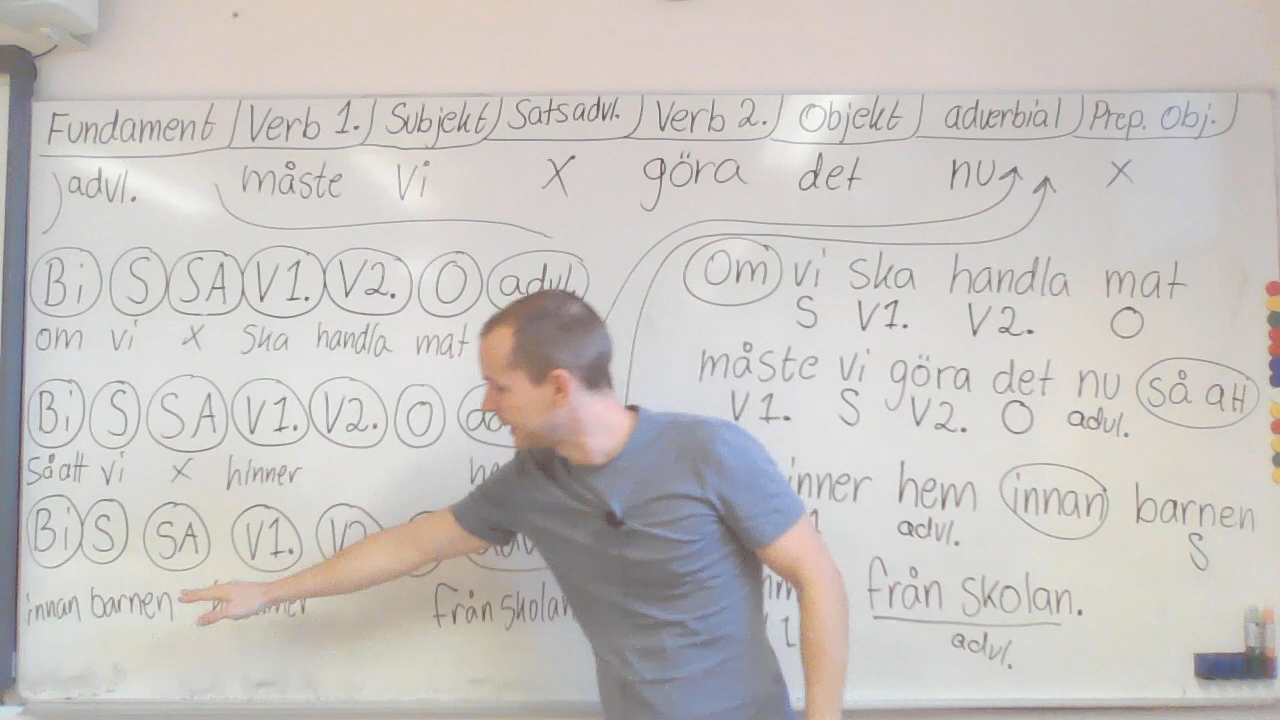 Fundament Verb 1. Subjekt Satsadvl. Verb 2. Objekt adverbial Prep. Obj.
advl. måste vi X göra det nu X
Bi S SA V1. V2. O advl.
om vi x ska handla mat
Bi S SA V1. V2. O
Så att vi x hinner
Bi S SA V1. V2
innan barnen från skolan
Om vi ska handla mat
S V1. V2. O
måste vi göra det nu så att
V1. S V2. O advl.
hem innan barnen
advl. S
från skolan.
advl.